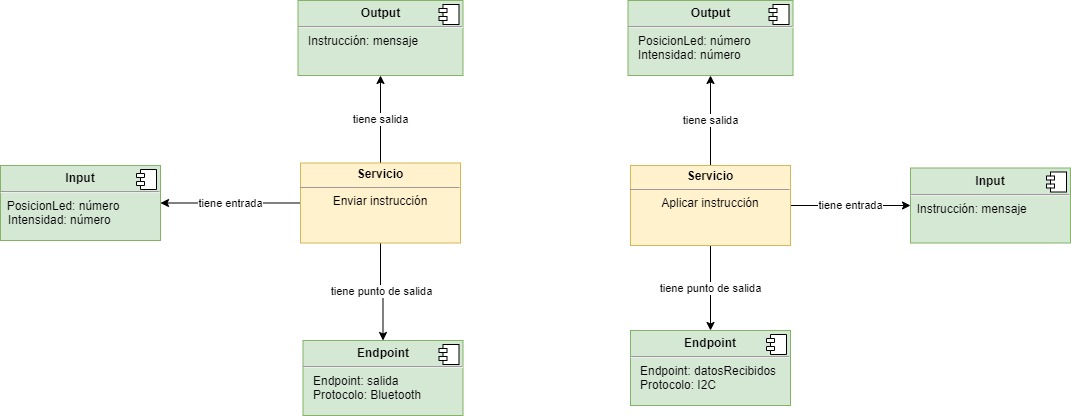 Output
Instrucción: mensaje
tiene salida
Servicio
Enviar instrucción
Input
PosicionLed: número
Intensidad: número
tiene entrada
tiene punto de salida
Endpoint
Endpoint: salida
Protocolo: Bluetooth
Output
PosicionLed: número
Intensidad: número
tiene salida
Servicio
Aplicar instrucción
tiene entrada
Input
Instrucción: mensaje
tiene punto de salida
Endpoint
Endpoint: datosRecibidos
Protocolo: I2C